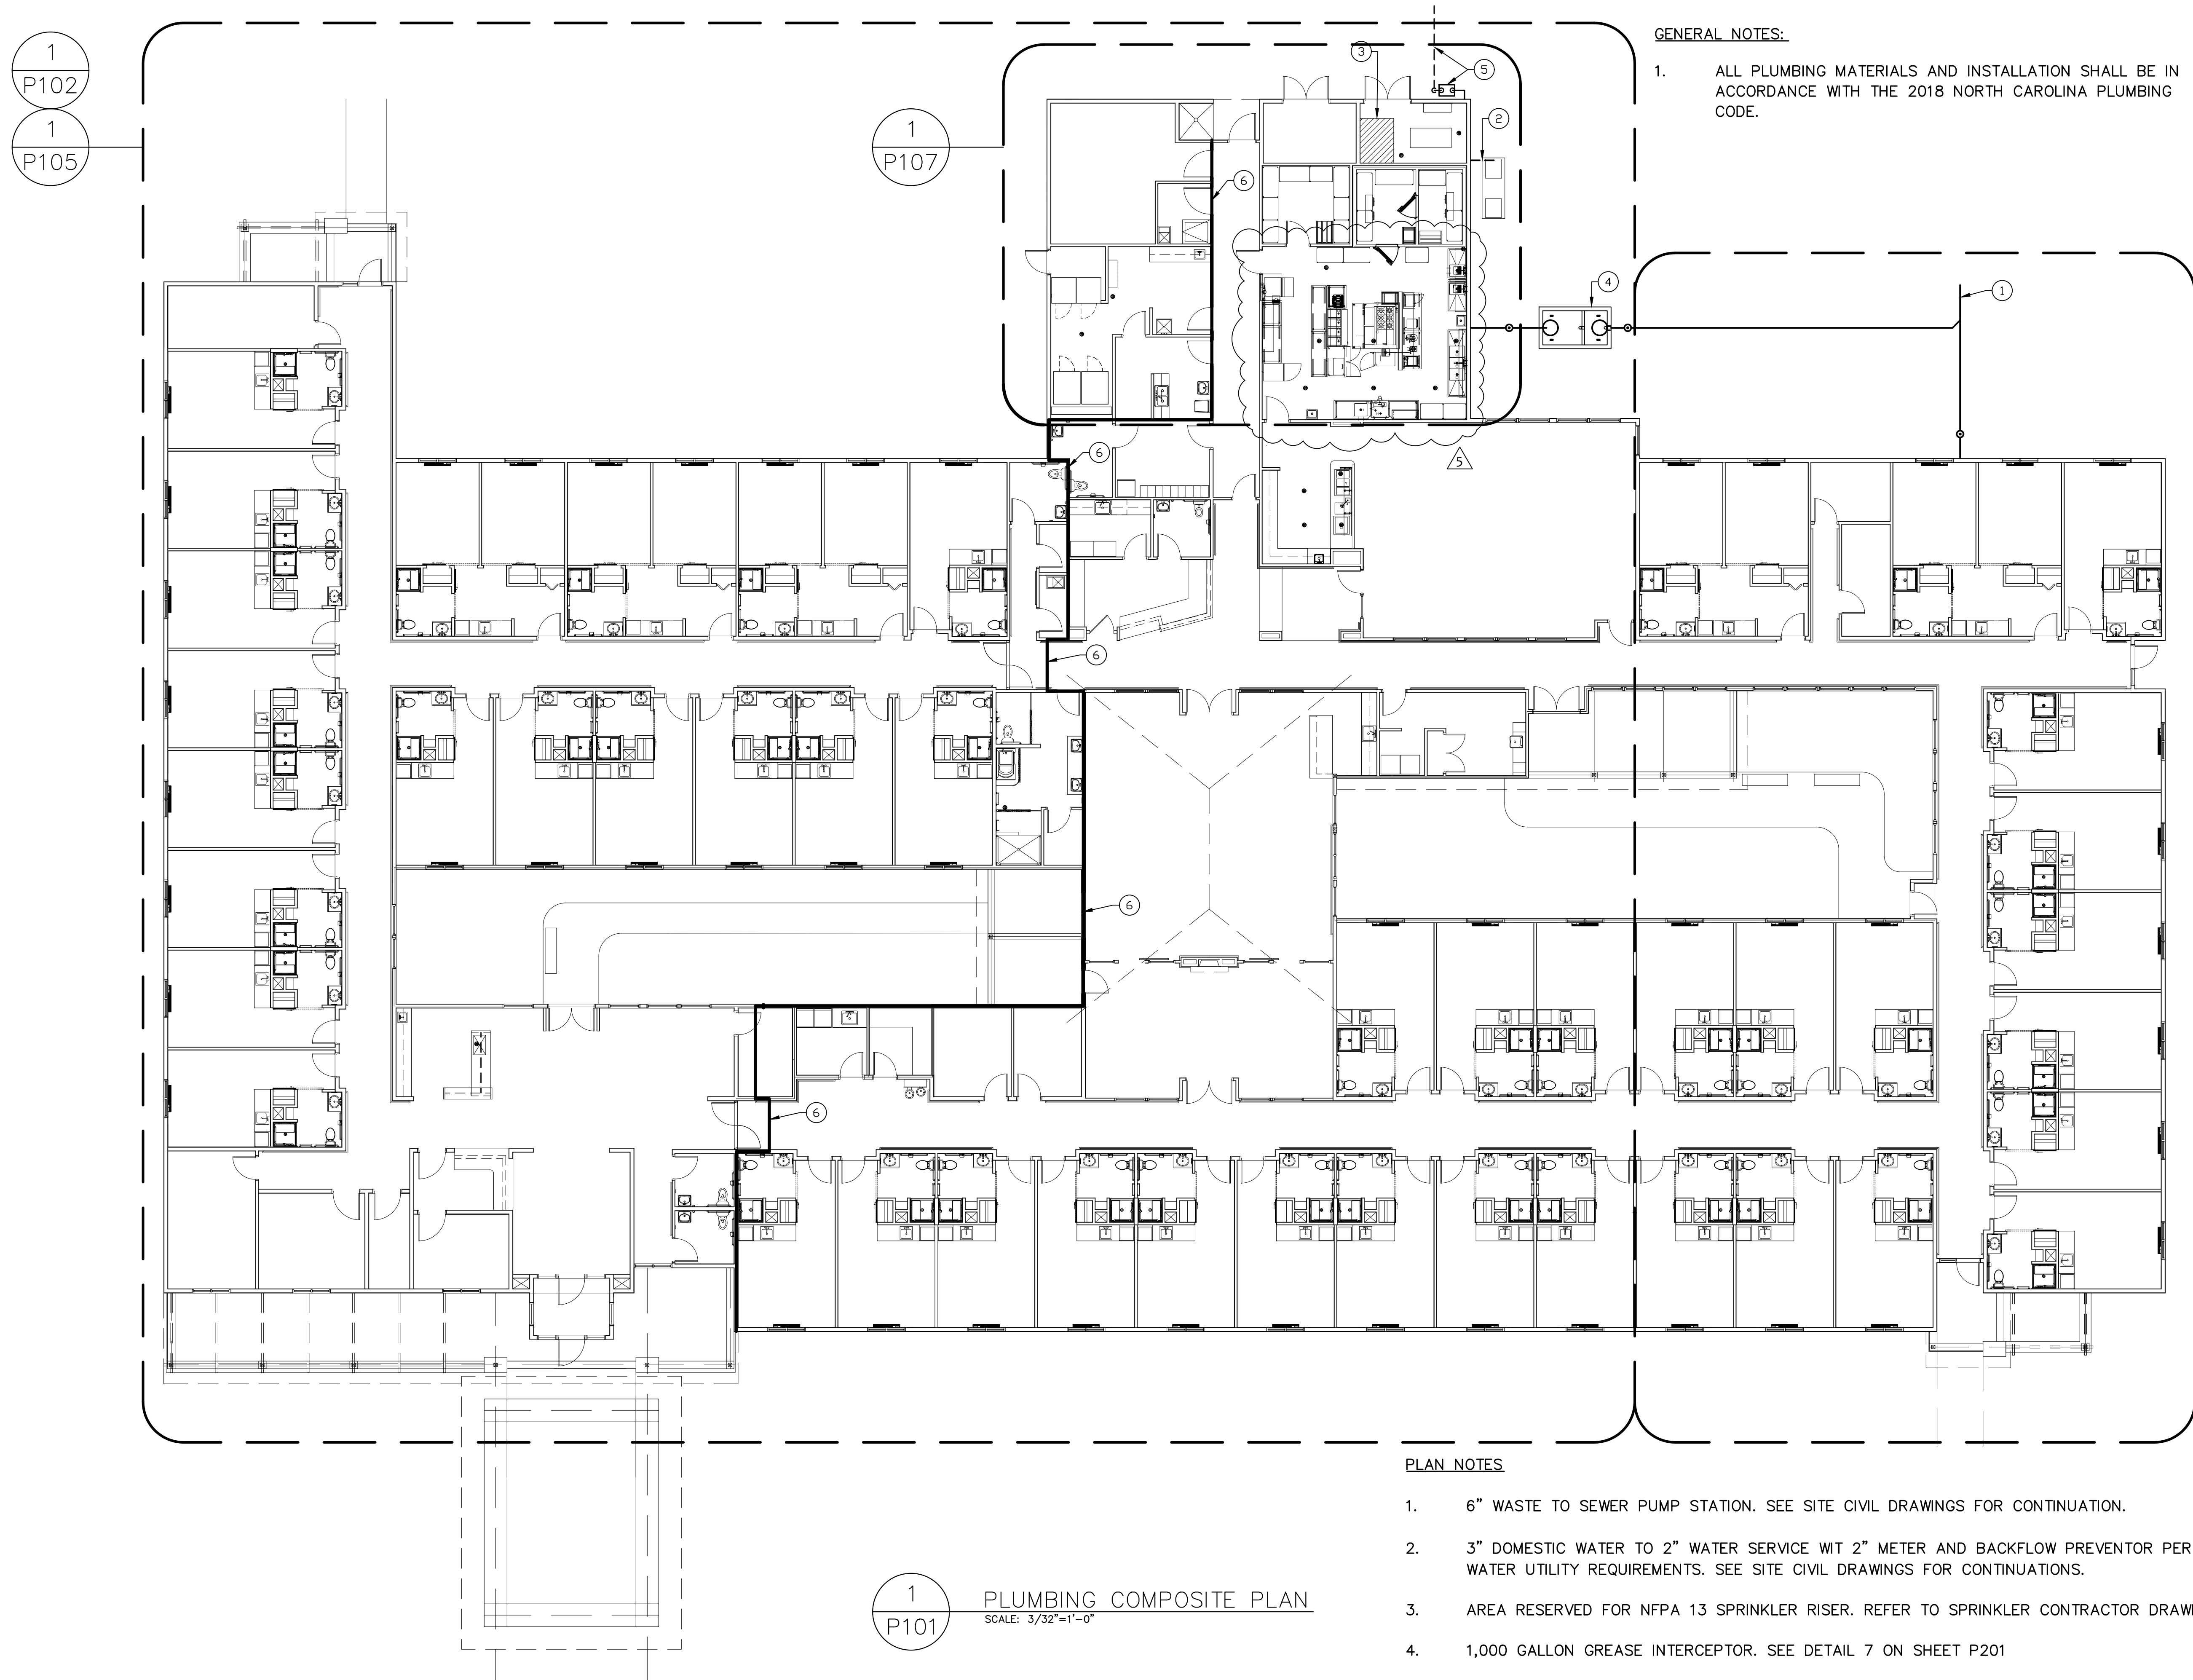 1
P102
1
P105
1
P107
3
5
2
6
4
1
6
5
6
6
6
GENERAL NOTES:
1. ALL PLUMBING MATERIALS AND INSTALLATION SHALL BE IN
ACCORDANCE WITH THE 2018 NORTH CAROLINA PLUMBING
CODE.
PLAN NOTES
1. 6" WASTE TO SEWER PUMP STATION. SEE SITE CIVIL DRAWINGS FOR CONTINUATION.
2. 3" DOMESTIC WATER TO 2" WATER SERVICE WIT 2" METER AND BACKFLOW PREVENTOR PER
WATER UTILITY REQUIREMENTS. SEE SITE CIVIL DRAWINGS FOR CONTINUATIONS.
3. AREA RESERVED FOR NFPA 13 SPRINKLER RISER. REFER TO SPRINKLER CONTRACTOR
4. 1,000 GALLON GREASE INTERCEPTOR. SEE DETAIL 7 ON SHEET P201
1
P101
PLUMBING COMPOSITE PLAN
SCALE: 3/32"=1'-0"